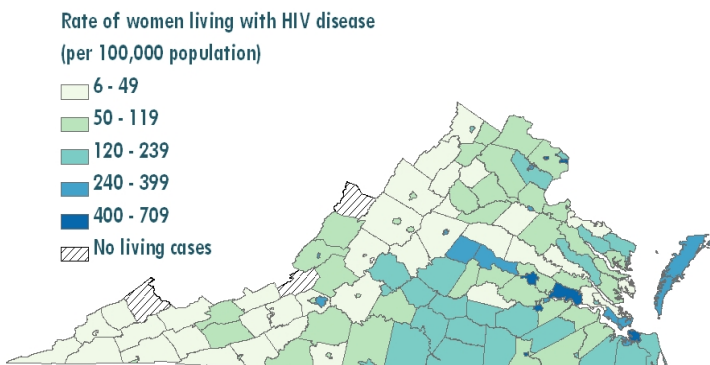 Rate of women living with HIV disease
(per 100,000 population)
6 - 49
50 - 119
120 - 239
240 - 399
400 - 709
No living cases